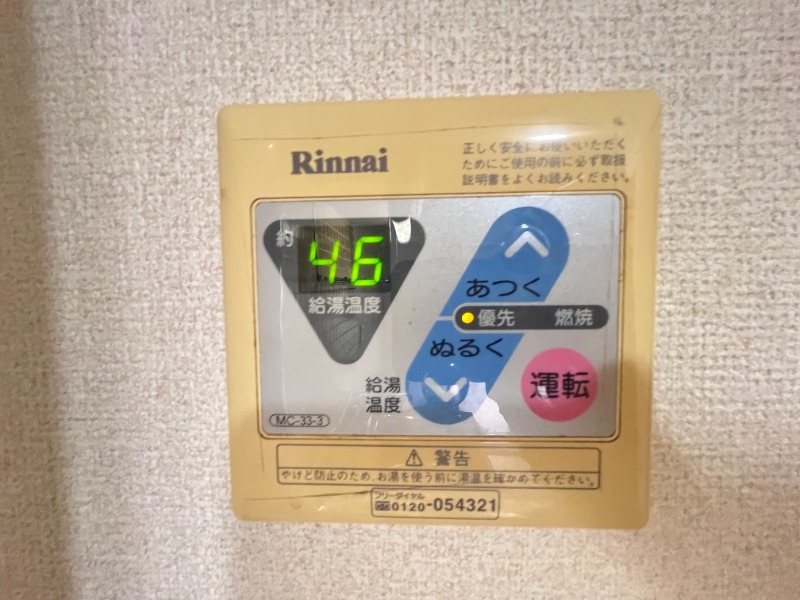 Rinnai
正しく安全にお使いいただく
ためにご使用の前に必ず取扱
説明書をよくお読みください。
約
46
給湯温度
あつく
優先 燃焼
ぬるく
給湯
温度
運転
MC-33-3
⚠ 警告
やけど防止のため、お湯を使う前に湯温を確かめてください。
フリーダイヤル
0120-054321